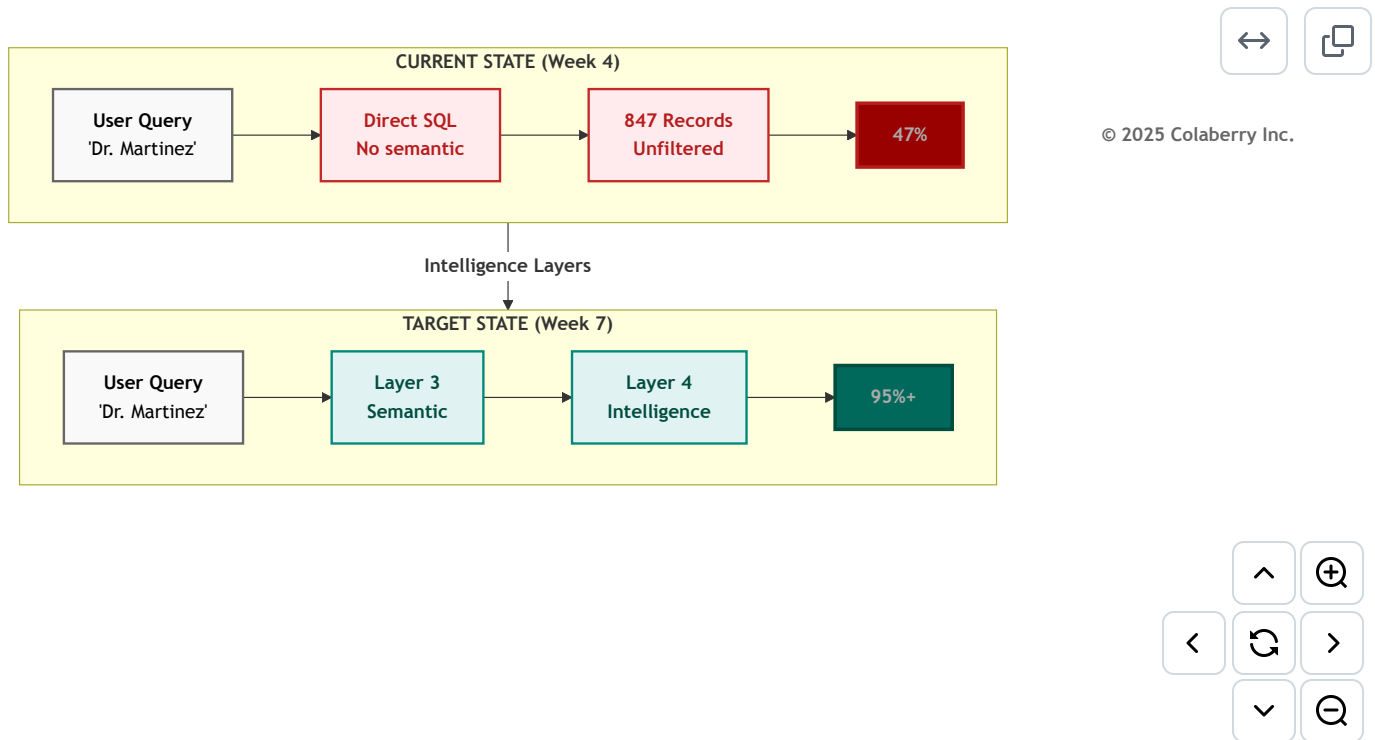 CURRENT STATE (Week 4)
User Query
'Dr. Martinez'
Direct SQL
No semantic
847 Records
Unfiltered
47%
© 2025 Colaberry Inc.
Intelligence Layers
TARGET STATE (Week 7)
User Query
'Dr. Martinez'
Layer 3
Semantic
Layer 4
Intelligence
95%+